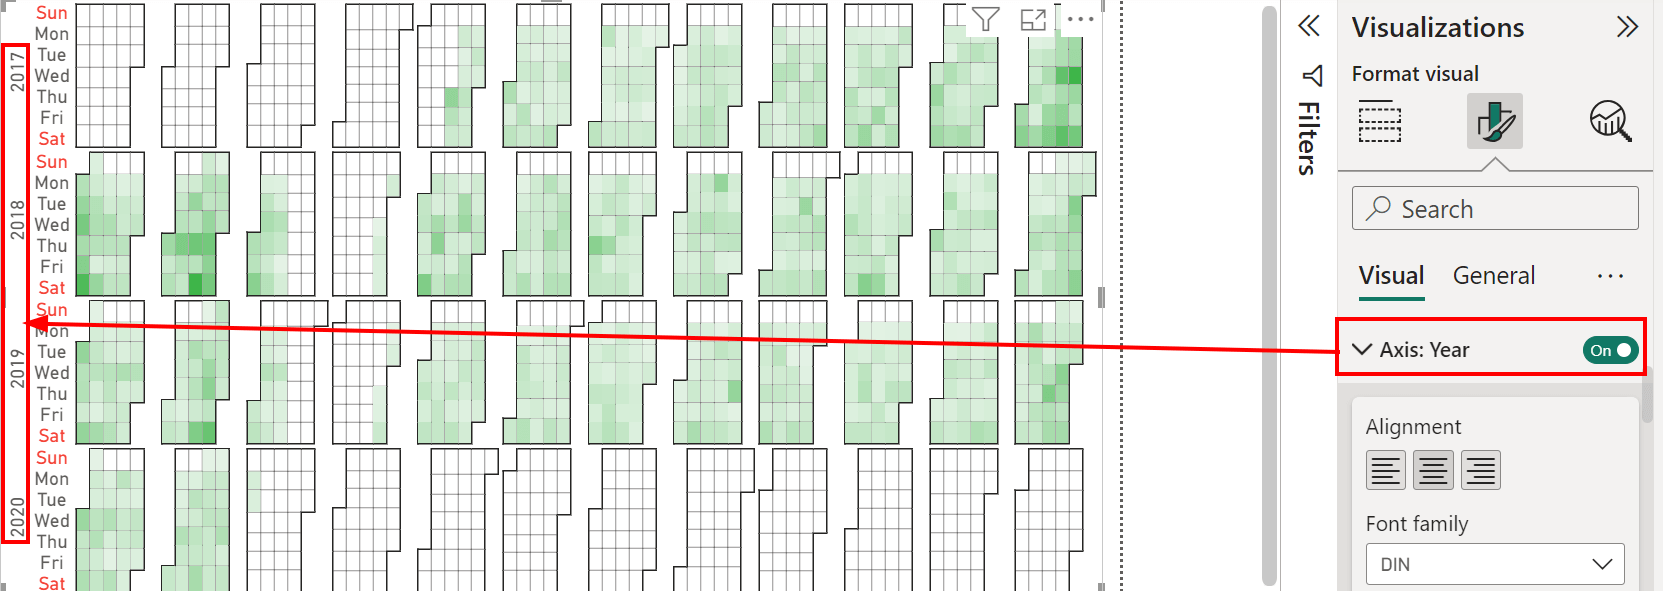 2017
Sun
Mon
Tue
Wed
Thu
Fri
Sat
2018
Sun
Mon
Tue
Wed
Thu
Fri
Sat
2019
Sun
Mon
Tue
Wed
Thu
Fri
Sat
2020
Sun
Mon
Tue
Wed
Thu
Fri
Sat
Filters
Visualizations
Format visual
Search
Visual General
Axis: Year On
Alignment
Font family
DIN